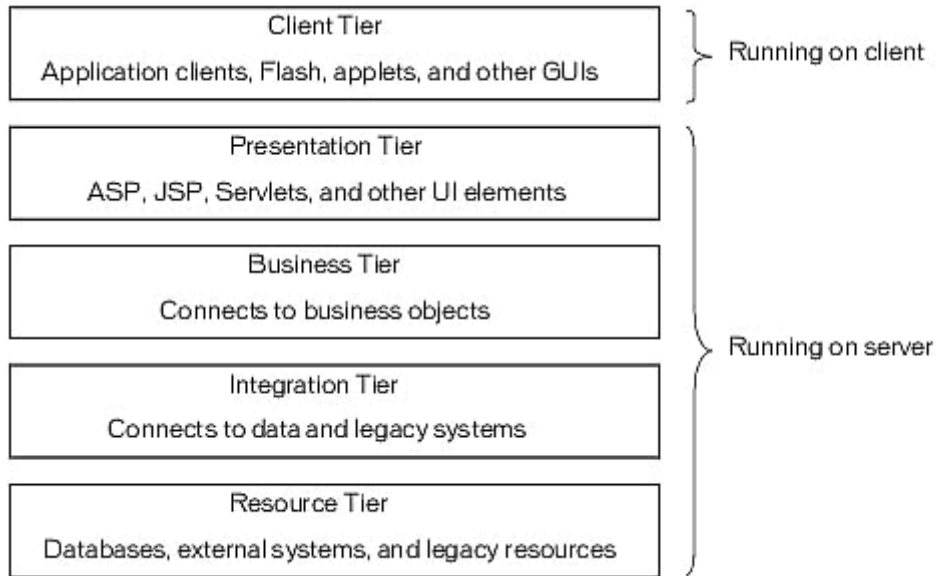 Client Tier
Application clients, Flash, applets, and other GUIs
Running on client
Presentation Tier
ASP, JSP, Servlets, and other UI elements
Business Tier
Connects to business objects
Running on server
Integration Tier
Connects to data and legacy systems
Resource Tier
Databases, external systems, and legacy resources